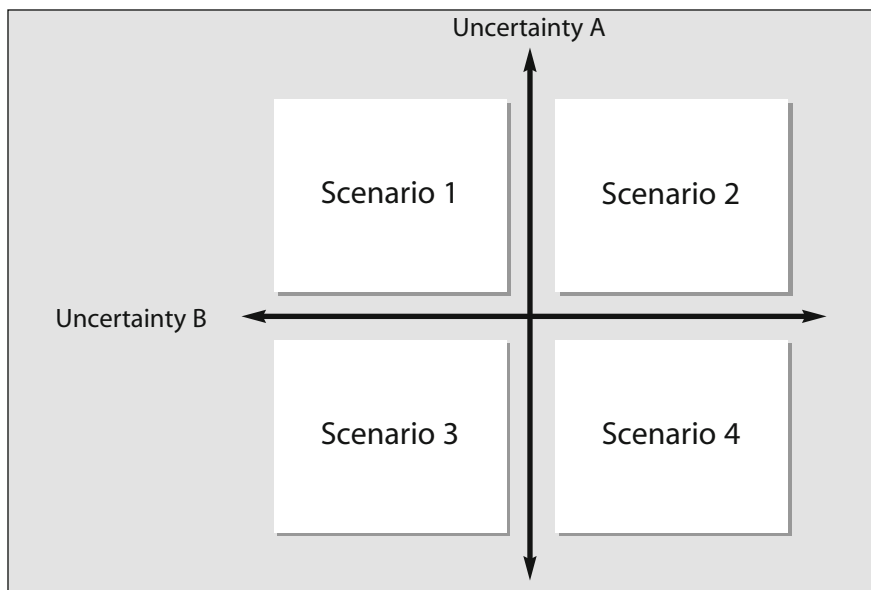 Uncertainty A
Scenario 1
Scenario 2
Uncertainty B
Scenario 3
Scenario 4